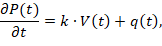 ∂P(t)/∂t = k · V(t) + q(t),